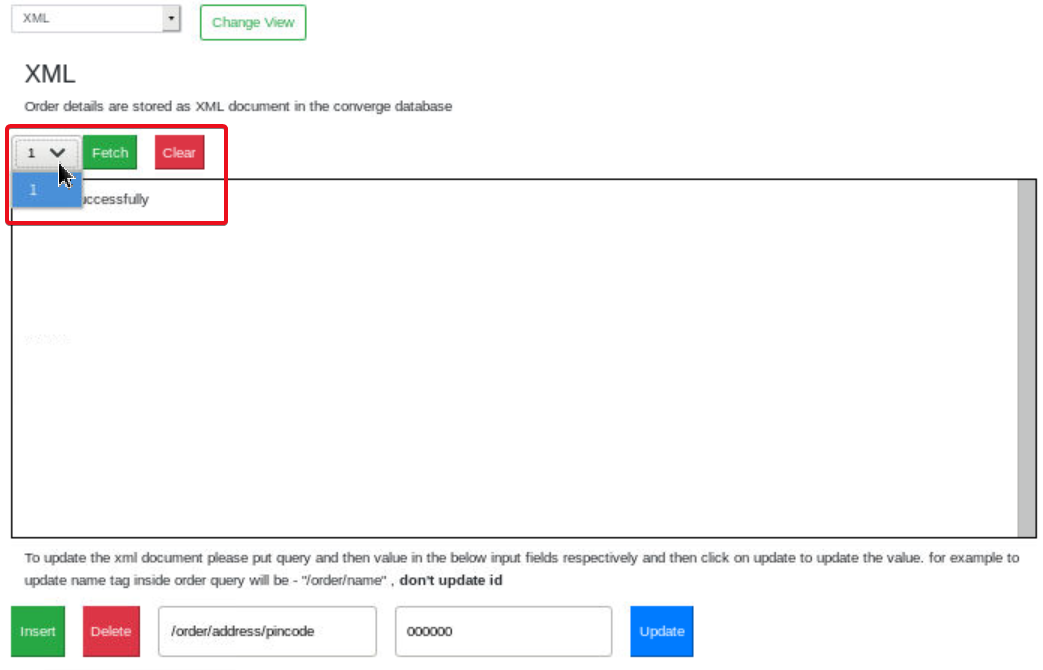 XML
Change View
XML
Order details are stored as XML document in the converge database
1 Fetch Clear
1
uccessfully
To update the xml document please put query and then value in the below input fields respectively and then click on update to update the value. for example to
update name tag inside order query will be - "/order/name" , don't update id
Insert Delete /order/address/pincode 000000 Update